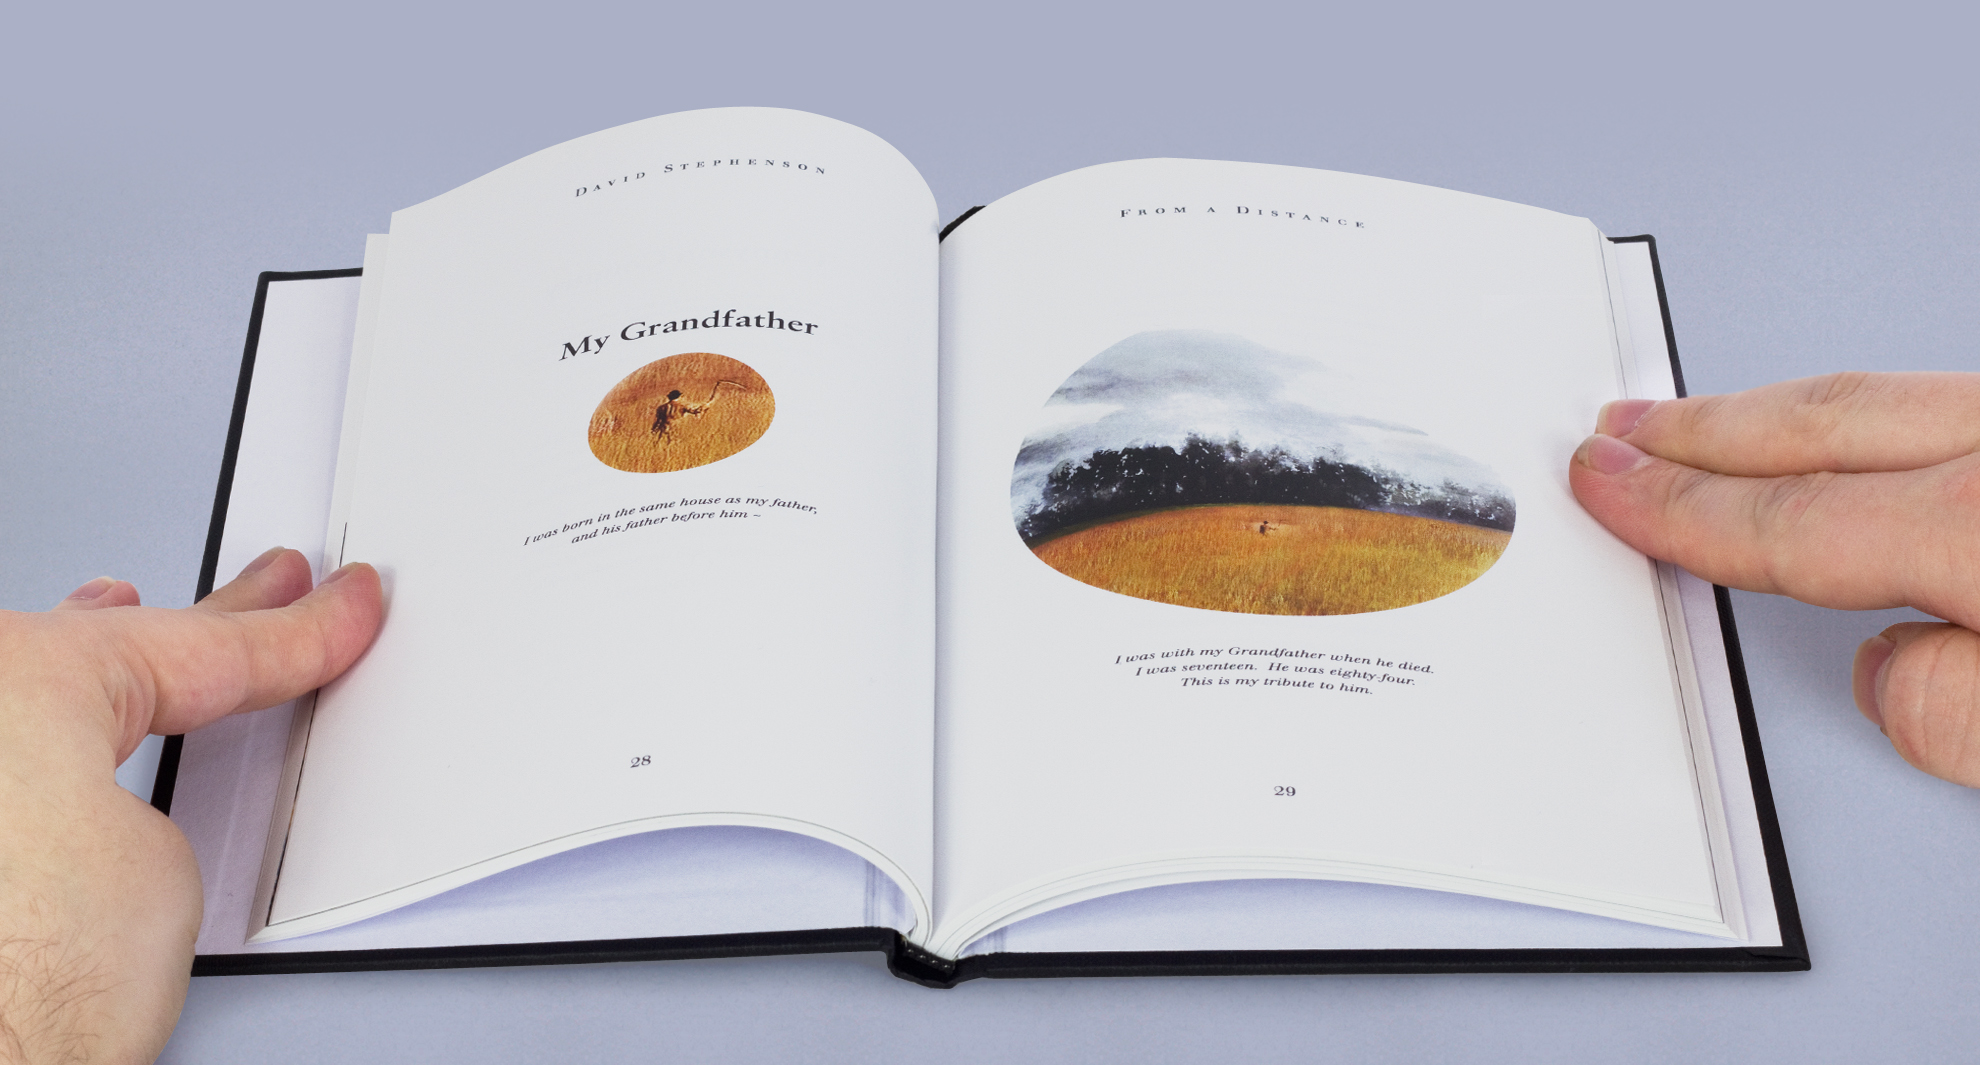 David Stephenson
My Grandfather
I was born in the same house as my father,
and his father before him –
28
From a Distance
I was with my Grandfather when he died.
I was seventeen.  He was eighty-four.
This is my tribute to him.
29